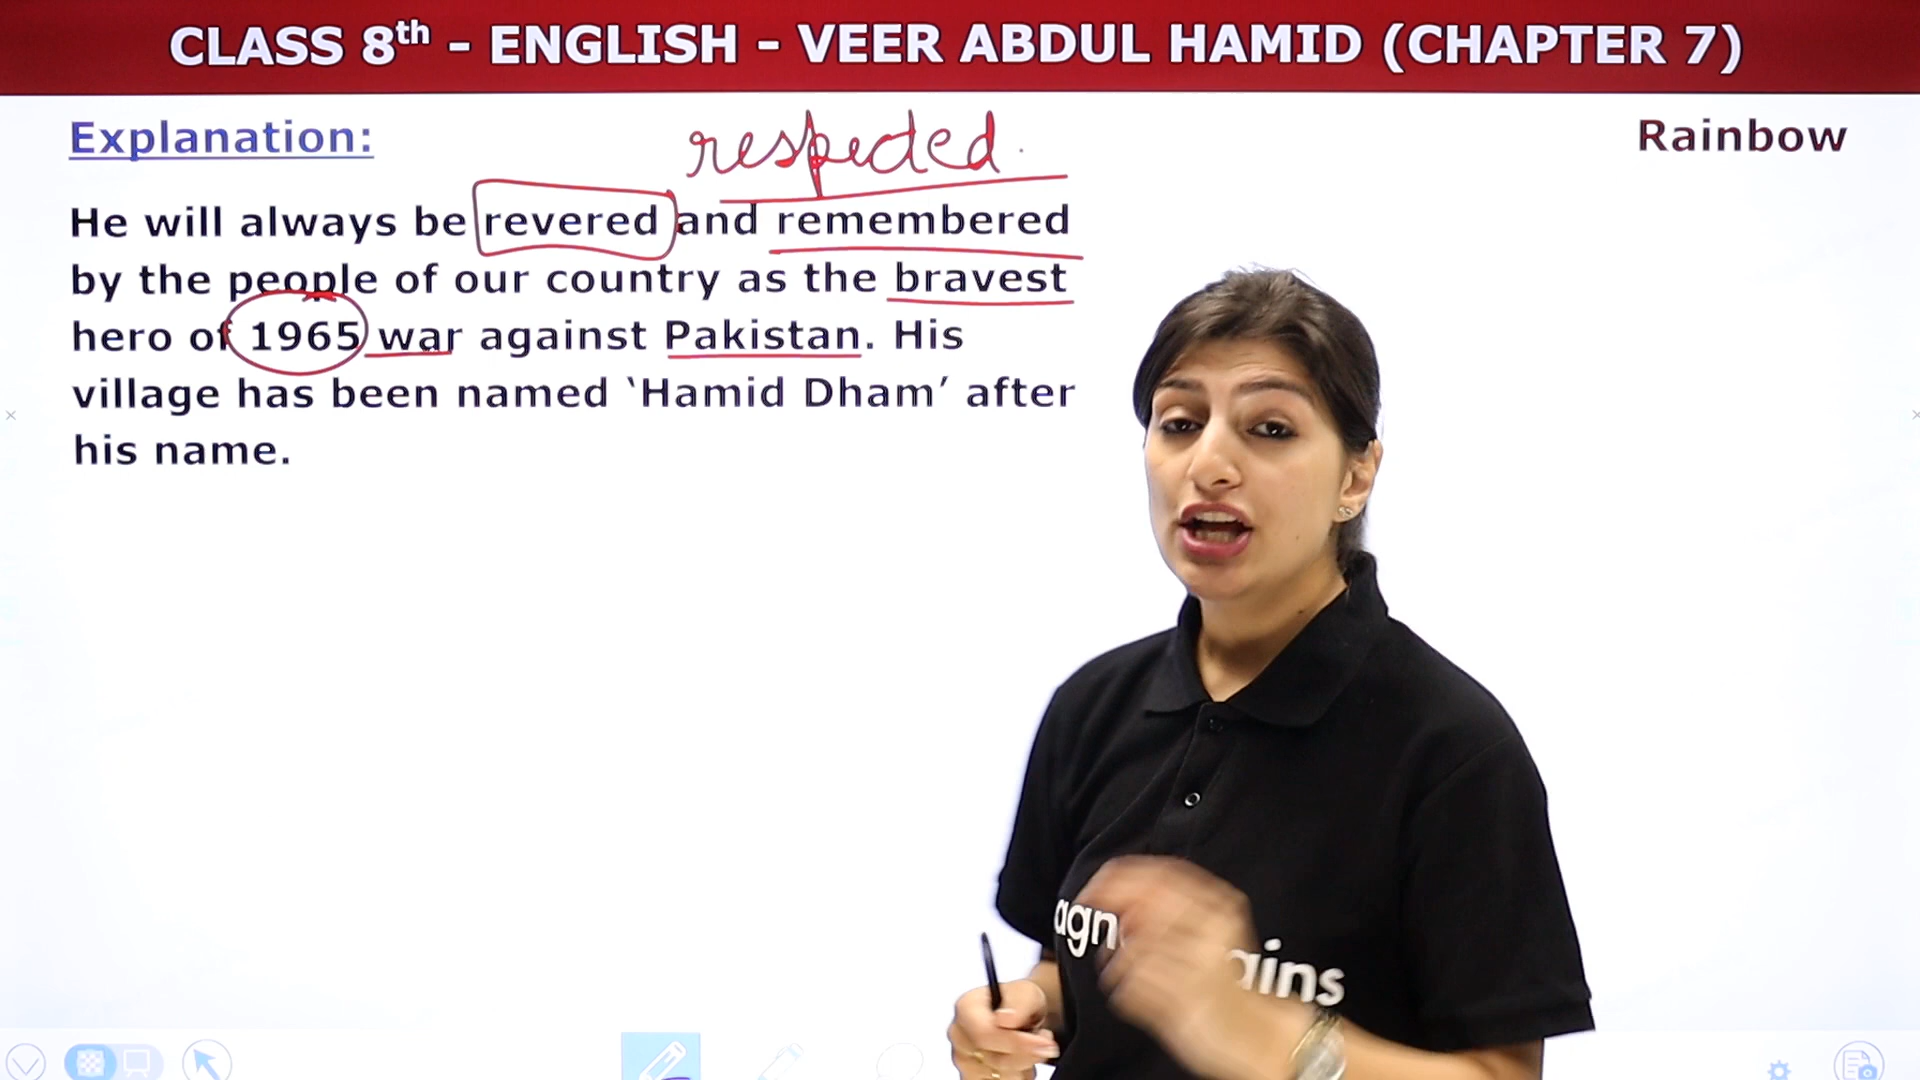 CLASS 8th - ENGLISH - VEER ABDUL HAMID (CHAPTER 7)
Explanation:
respected
Rainbow
He will always be revered and remembered
by the people of our country as the bravest
hero of 1965 war against Pakistan. His
village has been named ‘Hamid Dham’ after
his name.
agn ains